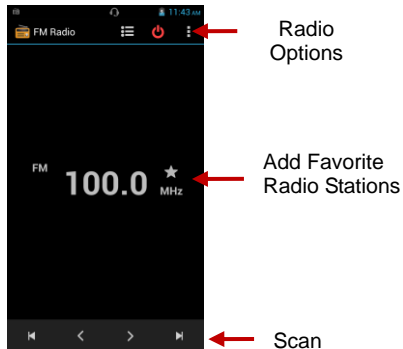 11:43 AM
FM Radio
Radio
Options
FM
100.0
MHz
Add Favorite
Radio Stations
Scan